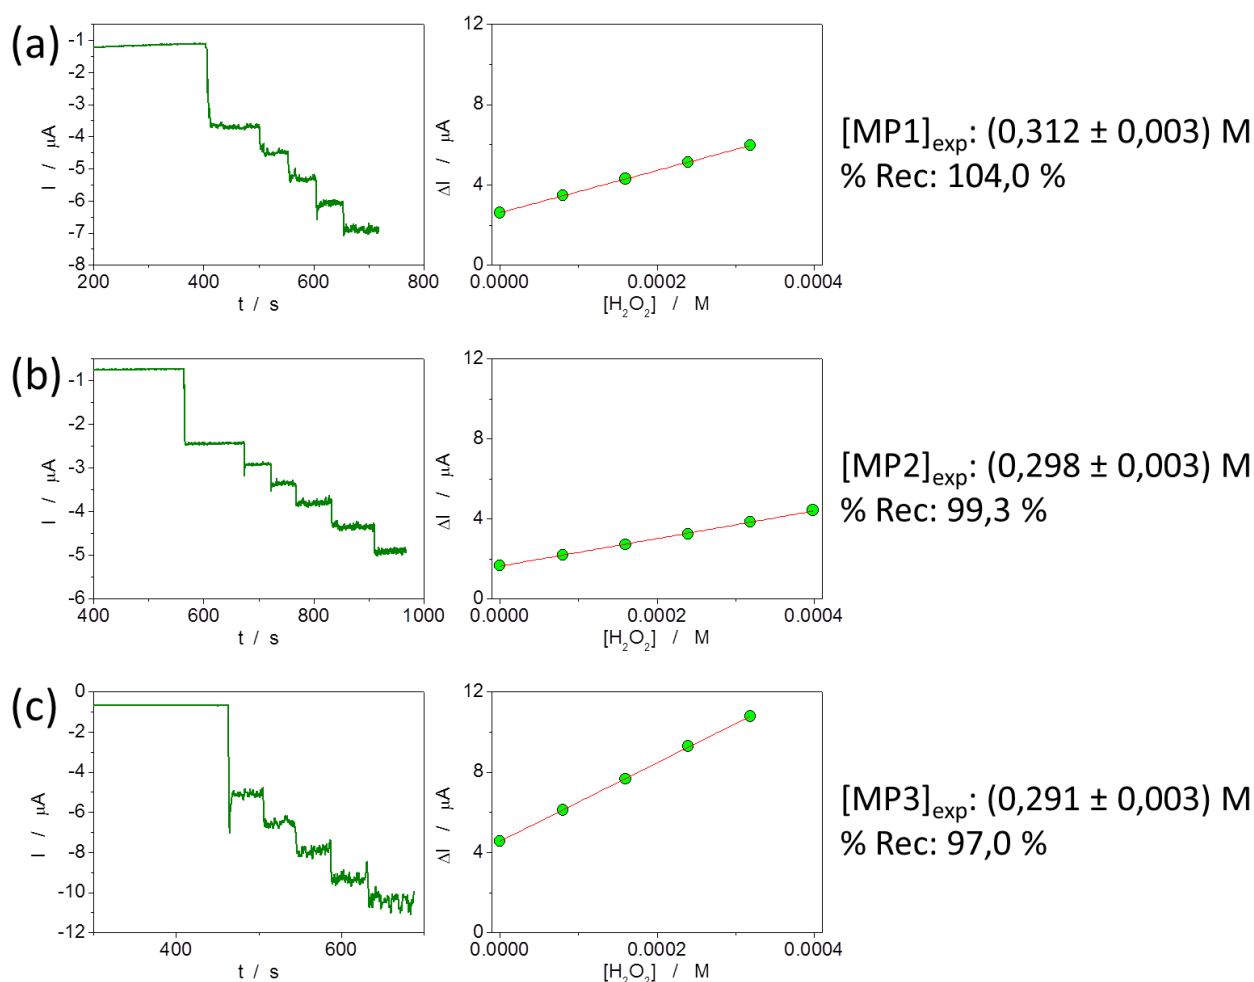 (a)
-1
-2
-3
-4
-5
-6
-7
-8
I / μA
200
400
600
800
t / s
12
8
4
0
ΔI / μA
0.0000
0.0002
0.0004
[H₂O₂] / M
[MP1]exp: (0,312 ± 0,003) M
% Rec: 104,0 %
(b)
-1
-2
-3
-4
-5
-6
I / μA
400
600
800
1000
t / s
12
8
4
0
ΔI / μA
0.0000
0.0002
0.0004
[H₂O₂] / M
[MP2]exp: (0,298 ± 0,003) M
% Rec: 99,3 %
(c)
0
-2
-4
-6
-8
-10
-12
I / μA
400
600
t / s
12
8
4
0
ΔI / μA
0.0000
0.0002
0.0004
[H₂O₂] / M
[MP3]exp: (0,291 ± 0,003) M
% Rec: 97,0 %